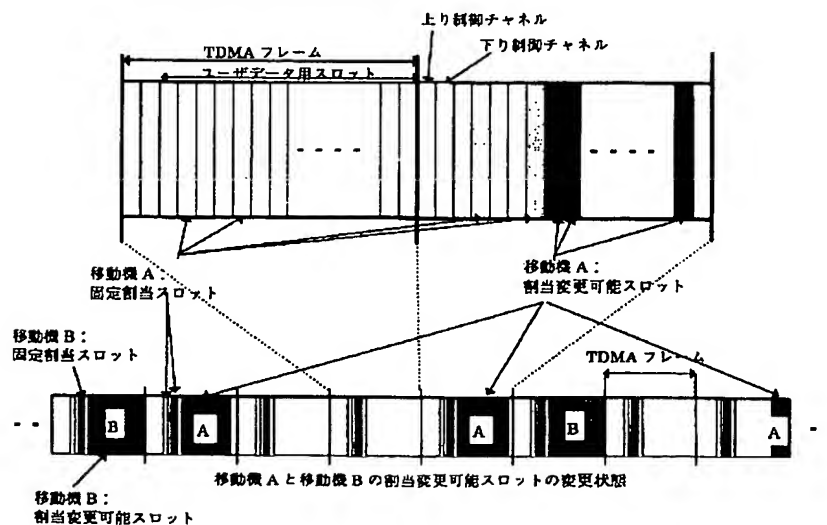 上り制御チャネル
下り制御チャネル
TDMA フレーム
ユーザデータ用スロット
移動機 A：
固定割当スロット
移動機 A：
割当変更可能スロット
移動機 B：
固定割当スロット
TDMA フレーム
B
A
A
B
A
移動機 A と移動機 B の割当変更可能スロットの変更状態
移動機 B：
割当変更可能スロット